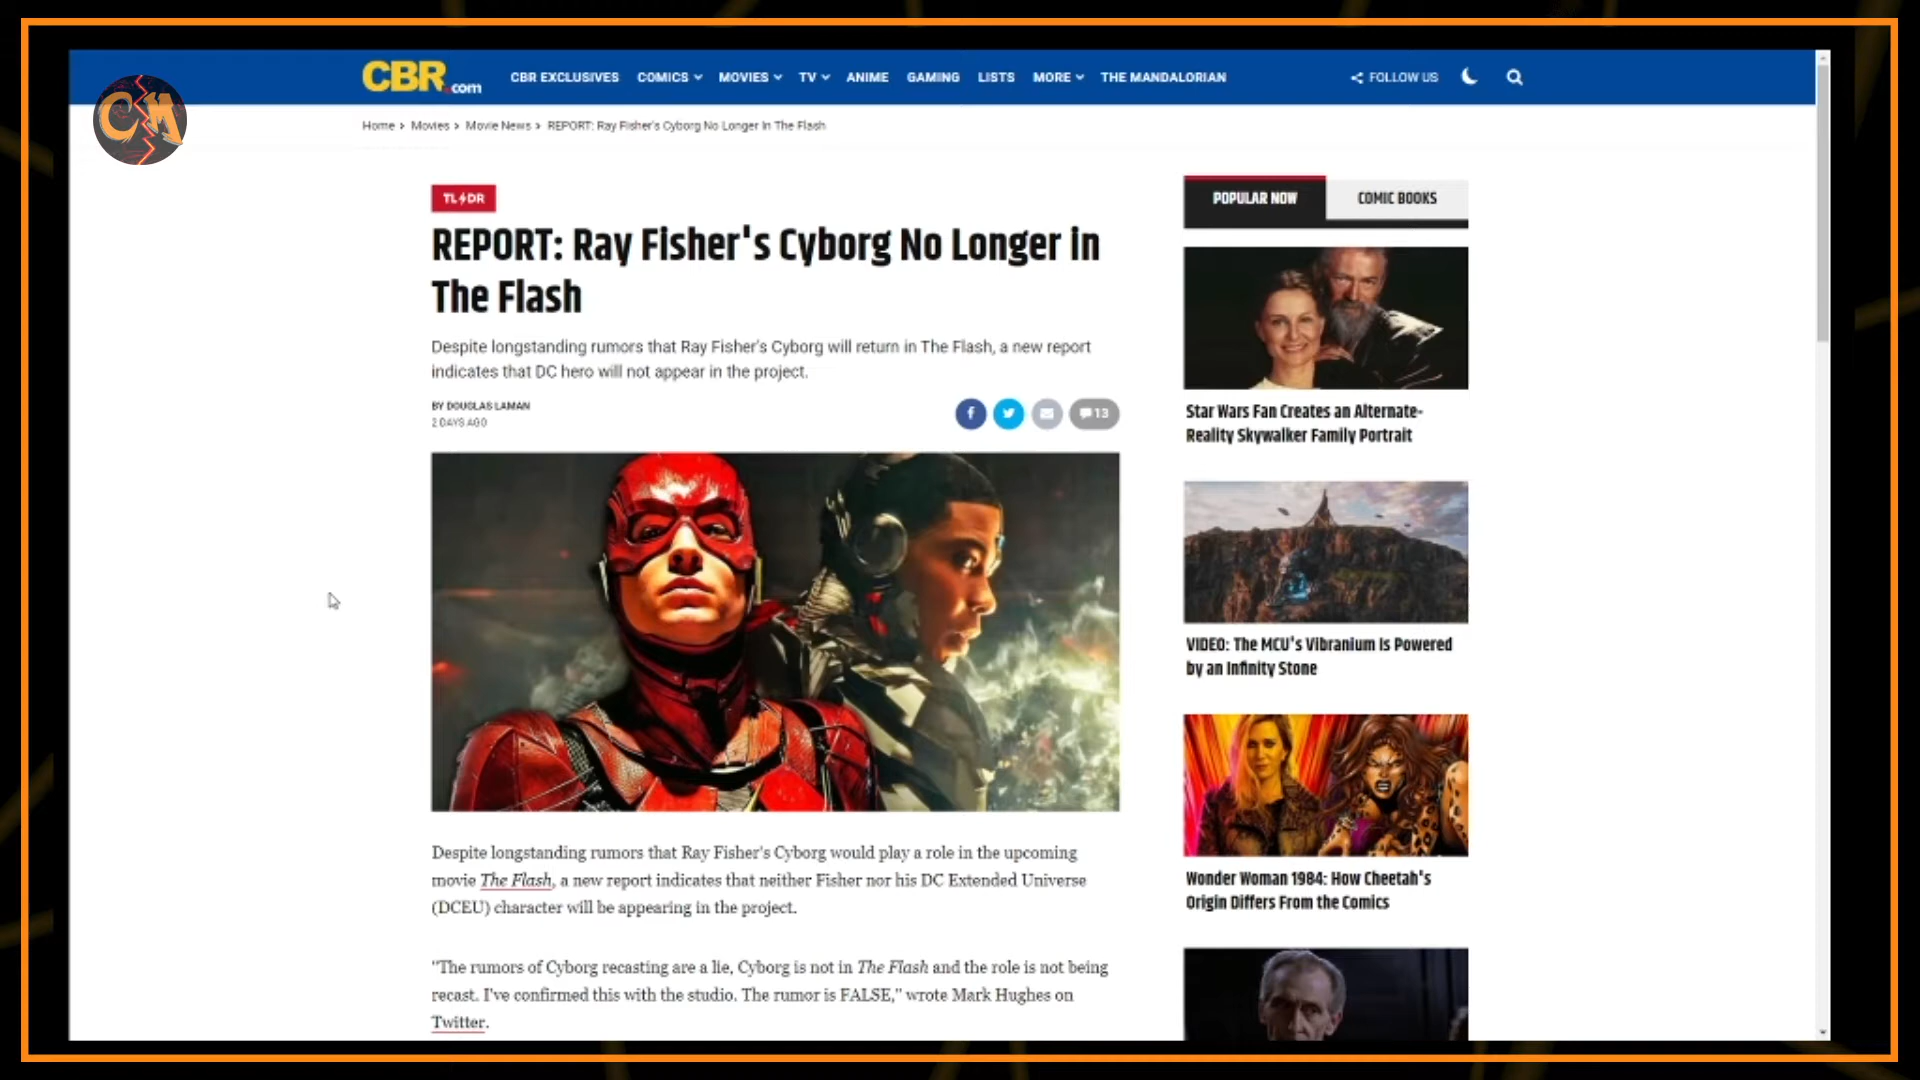 CBR.com
CBR EXCLUSIVES COMICS MOVIES TV ANIME GAMING LISTS MORE THE MANDALORIAN
FOLLOW US
CM
Home > Movies > Movie News > REPORT: Ray Fisher's Cyborg No Longer In The Flash
TL DR
REPORT: Ray Fisher's Cyborg No Longer in
The Flash
Despite longstanding rumors that Ray Fisher's Cyborg will return in The Flash, a new report
indicates that DC hero will not appear in the project.
BY DOUGLAS LAMAN
2 DAYS AGO
13
Despite longstanding rumors that Ray Fisher's Cyborg would play a role in the upcoming
movie The Flash, a new report indicates that neither Fisher nor his DC Extended Universe
(DCEU) character will be appearing in the project.
"The rumors of Cyborg recasting are a lie, Cyborg is not in The Flash and the role is not being
recast. I've confirmed this with the studio. The rumor is FALSE," wrote Mark Hughes on
Twitter.
POPULAR NOW
COMIC BOOKS
Star Wars Fan Creates an Alternate-
Reality Skywalker Family Portrait
VIDEO: The MCU's Vibranium Is Powered
by an Infinity Stone
Wonder Woman 1984: How Cheetah's
Origin Differs From the Comics